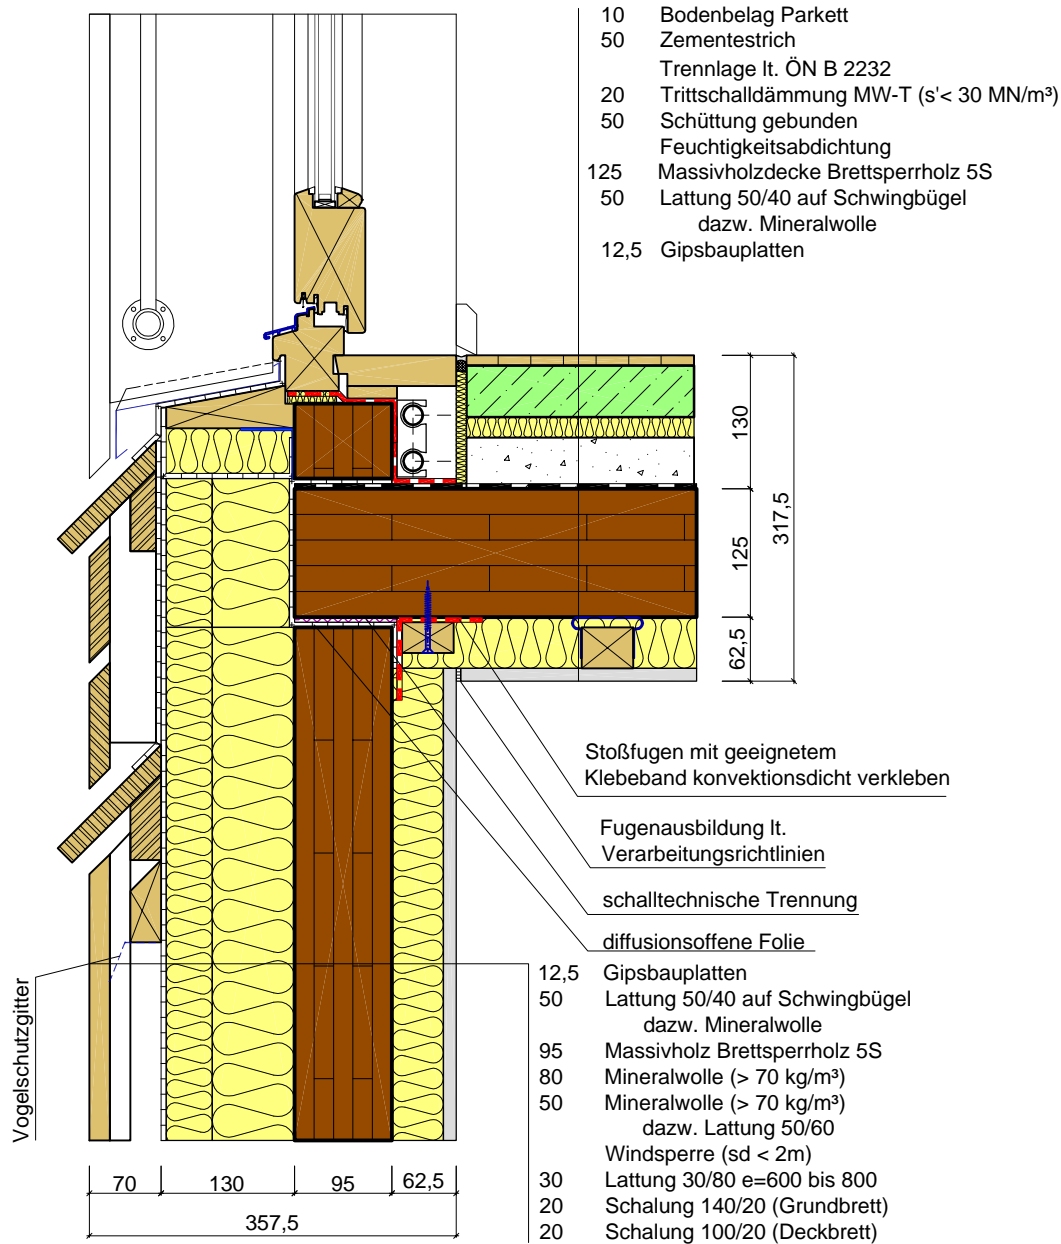 10 Bodenbelag Parkett
50 Zementestrich
Trennlage lt. ÖN B 2232
20 Trittschalldämmung MW-T (s'< 30 MN/m³)
50 Schüttung gebunden
Feuchtigkeitsabdichtung
125 Massivholzdecke Brettsperrholz 5S
50 Lattung 50/40 auf Schwingbügel
dazw. Mineralwolle
12,5 Gipsbauplatten
130
125
62,5
317,5
Stoßfugen mit geeignetem
Klebeband konvektionsdicht verkleben
Fugenausbildung lt.
Verarbeitungsrichtlinien
schalltechnische Trennung
diffusionsoffene Folie
12,5 Gipsbauplatten
50 Lattung 50/40 auf Schwingbügel
dazw. Mineralwolle
95 Massivholz Brettsperrholz 5S
80 Mineralwolle (> 70 kg/m³)
50 Mineralwolle (> 70 kg/m³)
dazw. Lattung 50/60
Windsperre (sd < 2m)
30 Lattung 30/80 e=600 bis 800
20 Schalung 140/20 (Grundbrett)
20 Schalung 100/20 (Deckbrett)
Vogelschutzgitter
70 130 95 62,5
357,5